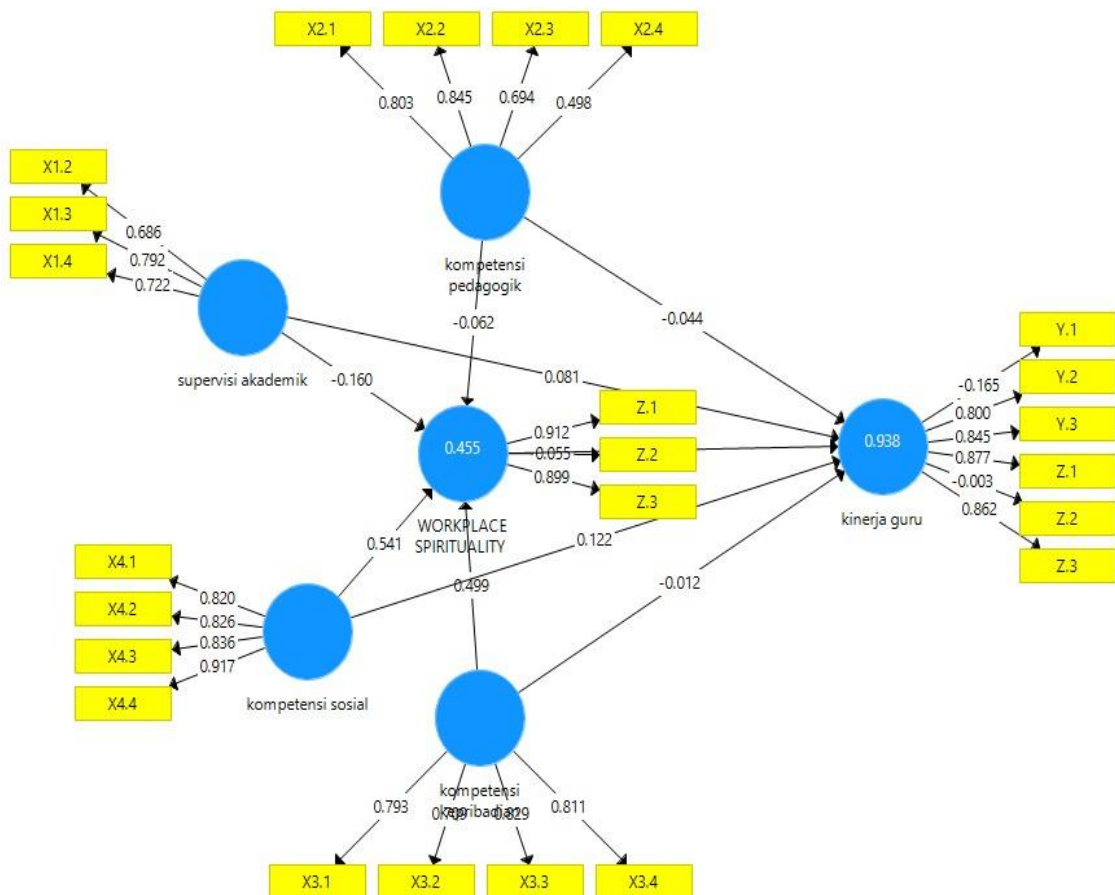 X2.1 X2.2 X2.3 X2.4
0.803 0.845 0.694 0.498
X1.2
X1.3
X1.4
0.686
0.792
0.722
supervisi akademik
kompetensi
pedagogik
-0.062
-0.044
-0.160
0.081
0.455
WORKPLACE
SPIRITUALITY
0.912
0.899
Z.1
Z.2
Z.3
0.938
kinerja guru
-0.165
0.800
0.845
0.877
-0.003
0.862
Y.1
Y.2
Y.3
Z.1
Z.2
Z.3
0.541
0.499
0.122
-0.012
X4.1
X4.2
X4.3
X4.4
0.820
0.826
0.836
0.917
kompetensi sosial
kompetensi
kepribadian
0.793 0.709 0.829 0.811
X3.1 X3.2 X3.3 X3.4